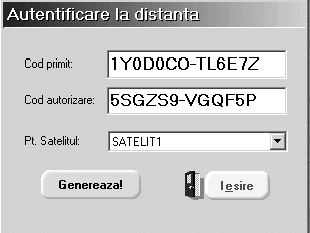 Autentificare la distanta
Cod primit: 1Y0D0CO-TL6E7Z
Cod autorizare: 5SGZS9-VGQF5P
Pt. Satelitul: SATELIT1
Genereaza! Iesire